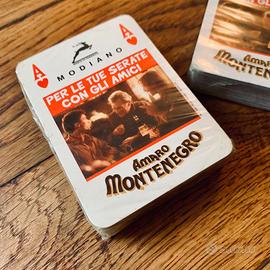 A
A
MODIANO
PER LE TUE SERATE
CON GLI AMICI
AMARO
MONTENEGRO
AMARO
MONTENEGRO